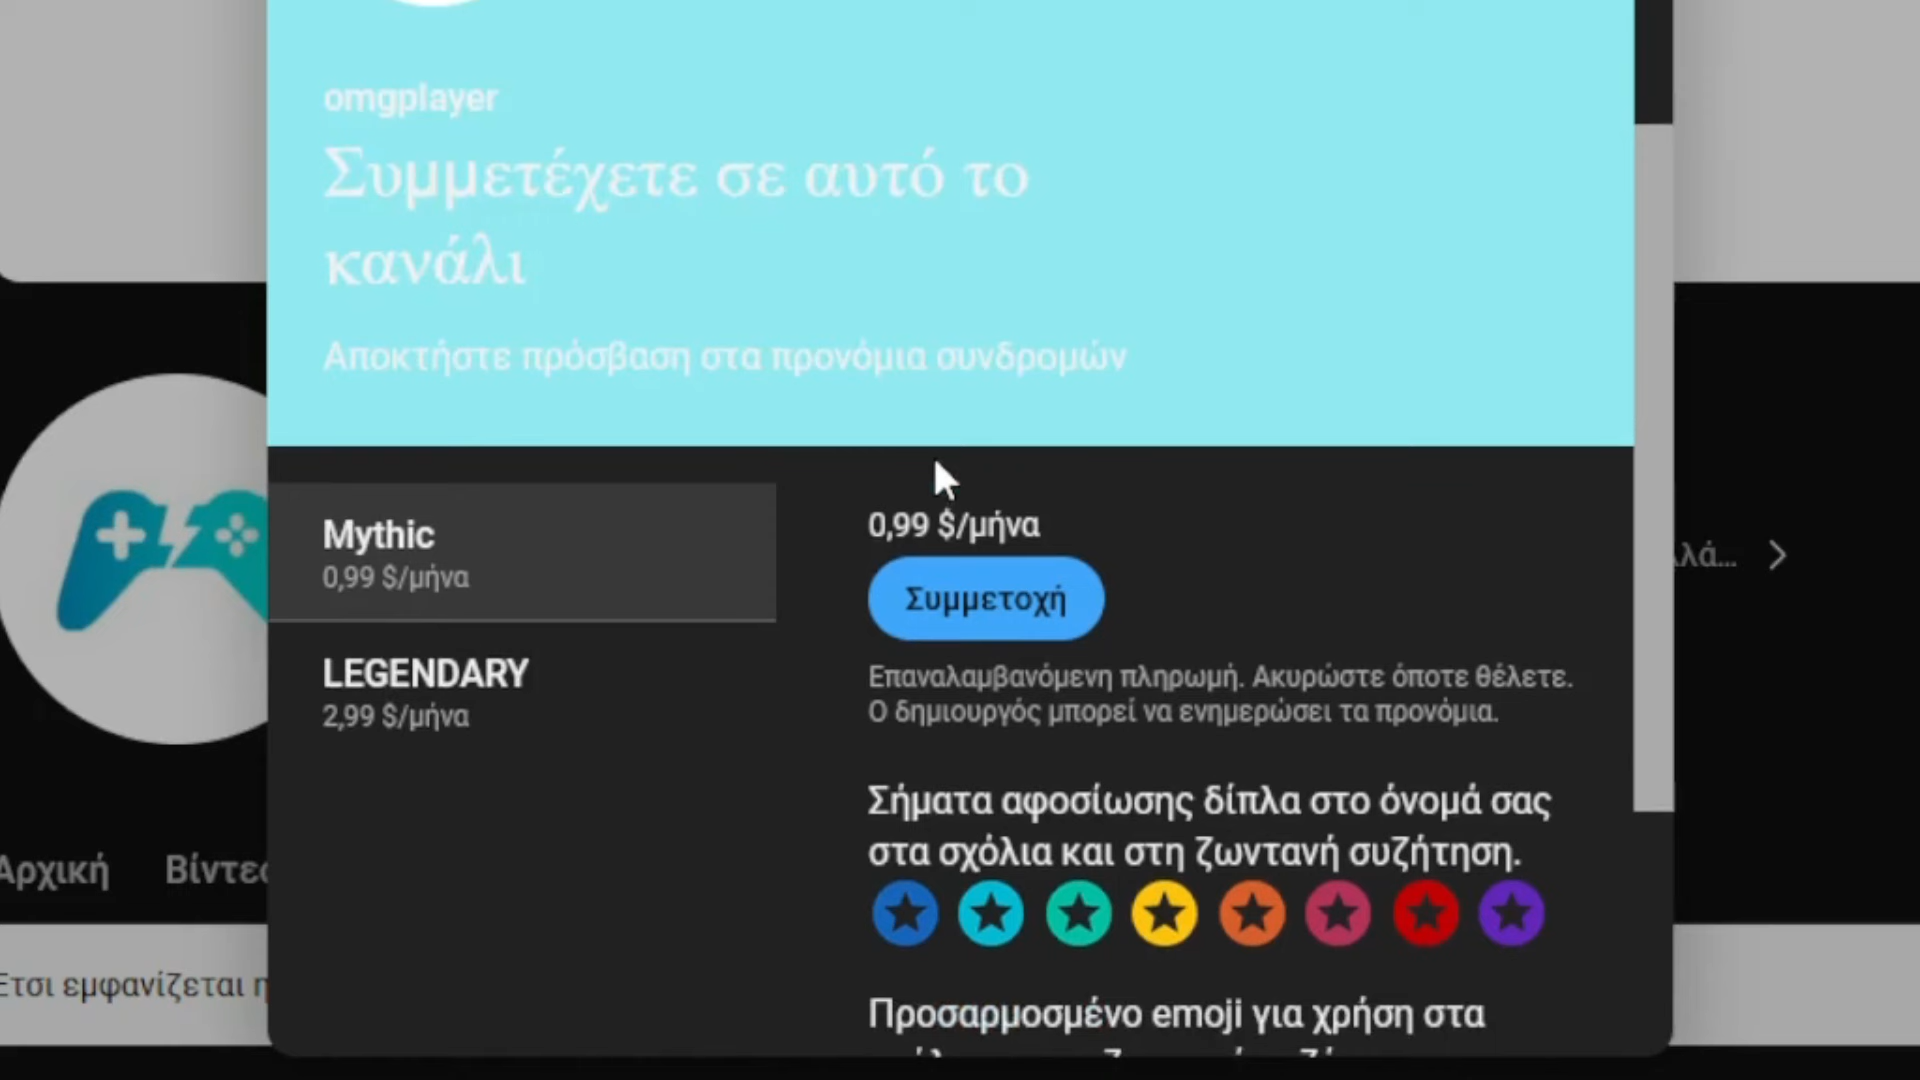 omgplayer
Συμμετέχετε σε αυτό το
κανάλι
Αποκτήστε πρόσβαση στα προνόμια συνδρομών
Mythic
0,99 $/μήνα
LEGENDARY
2,99 $/μήνα
0,99 $/μήνα
Συμμετοχή
Επαναλαμβανόμενη πληρωμή. Ακυρώστε όποτε θέλετε.
Ο δημιουργός μπορεί να ενημερώσει τα προνόμια.
Σήματα αφοσίωσης δίπλα στο όνομά σας
στα σχόλια και στη ζωντανή συζήτηση.
Προσαρμοσμένο emoji για χρήση στα
Αρχική
Βίντεο
Έτσι εμφανίζεται η